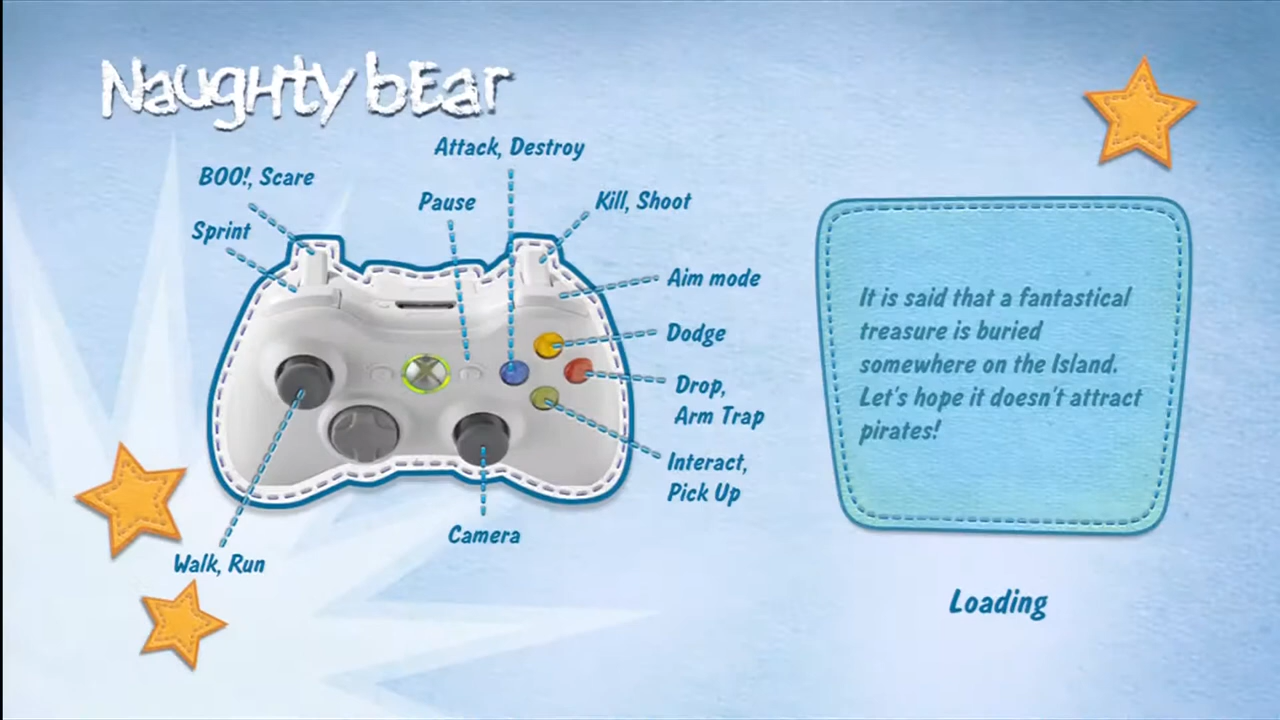 Naughty bEar
Attack, Destroy
BOO!, Scare
Pause
Kill, Shoot
Sprint
Aim mode
Dodge
Drop,
Arm Trap
Interact,
Pick Up
Camera
Walk, Run
It is said that a fantastical
treasure is buried
somewhere on the Island.
Let's hope it doesn't attract
pirates!
Loading